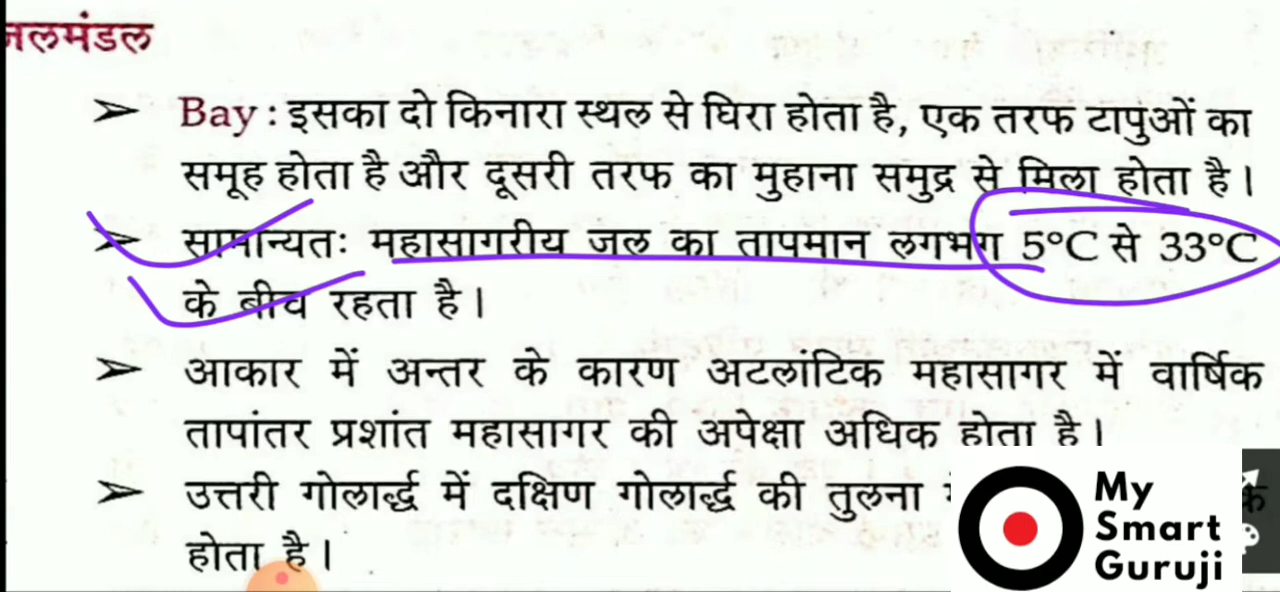 जलमंडल
➢ Bay : इसका दो किनारा स्थल से घिरा होता है, एक तरफ टापुओं का
समूह होता है और दूसरी तरफ का मुहाना समुद्र से मिला होता है।
➢ सामान्यतः महासागरीय जल का तापमान लगभग 5°C से 33°C
के बीच रहता है।
➢ आकार में अन्तर के कारण अटलांटिक महासागर में वार्षिक
तापांतर प्रशांत महासागर की अपेक्षा अधिक होता है।
➢ उत्तरी गोलार्द्ध में दक्षिण गोलार्द्ध की तुलना
होता है।
My
Smart
Guruji